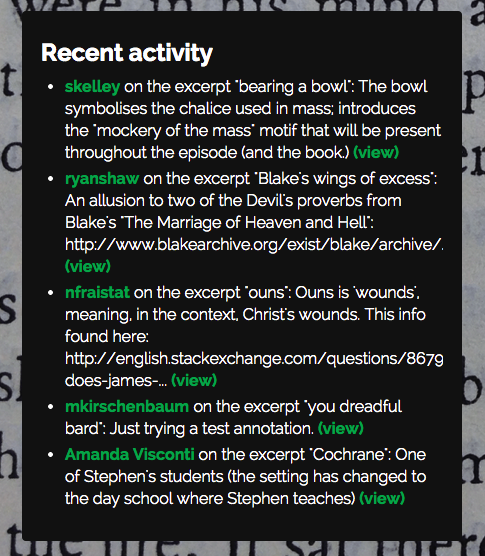 were in his mind a
Recent activity
• skelley on the excerpt "bearing a bowl": The bowl
symbolises the chalice used in mass; introduces
the "mockery of the mass" motif that will be present
throughout the episode (and the book.) (view)
• ryanshaw on the excerpt "Blake's wings of excess":
An allusion to two of the Devil's proverbs from
Blake's "The Marriage of Heaven and Hell":
http://www.blakearchive.org/exist/blake/archive/.
(view)
• nfraistat on the excerpt "ouns": Ouns is 'wounds',
meaning, in the context, Christ's wounds. This info
found here:
http://english.stackexchange.com/questions/8679
does-james-... (view)
• mkirschenbaum on the excerpt "you dreadful
bard": Just trying a test annotation. (view)
• Amanda Visconti on the excerpt "Cochrane": One
of Stephen's students (the setting has changed to
the day school where Stephen teaches) (view)